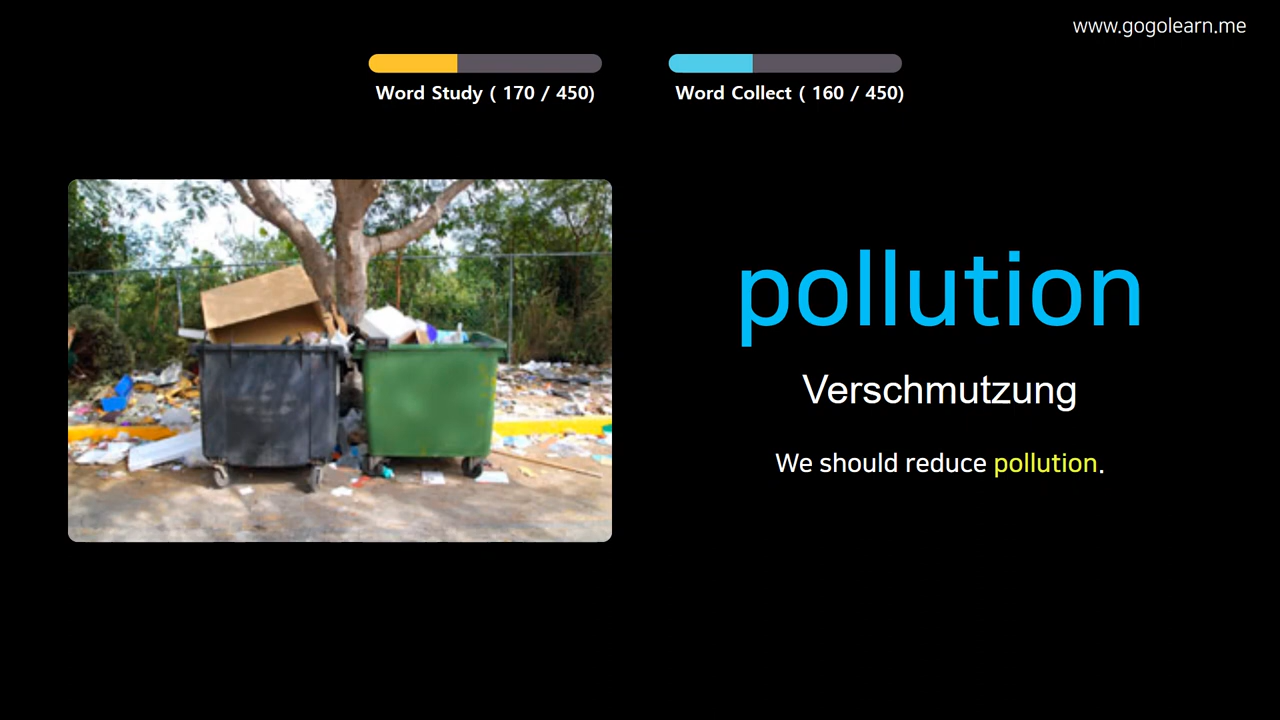 www.gogolearn.me
Word Study ( 170 / 450)
Word Collect ( 160 / 450)
pollution
Verschmutzung
We should reduce pollution.